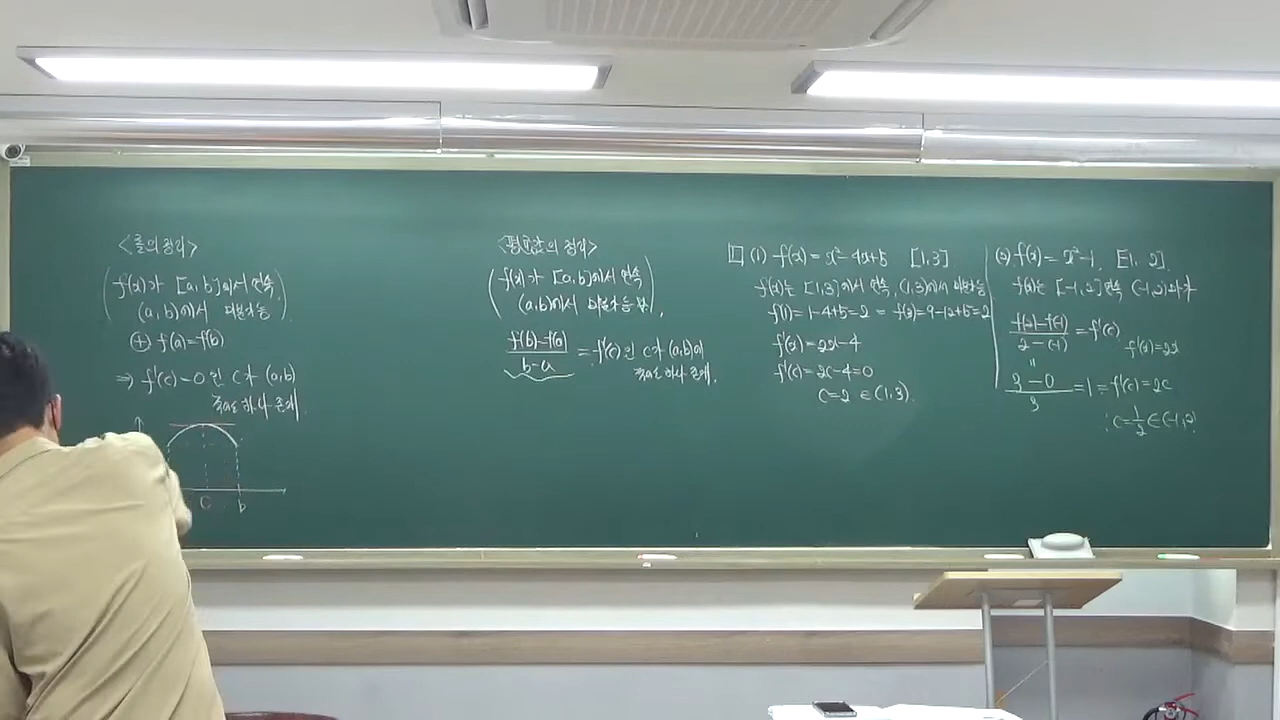 <롤의 정리>
f(x)가 [a, b]에서 연속
(a, b)에서 미분가능
⊕ f(a)=f(b)
⇒ f'(c)=0 인 c가 (a,b)
적어도 하나 존재.
c b
<평균값의 정리>
f(x)가 [a,b]에서 연속
(a,b)에서 미분가능
f(b)-f(a)
b-a
= f'(c) 인 c가 (a,b)에
적어도 하나 존재.
1 (1) f(x) = x²-4x+5 [1,3]
f(x)는 [1,3]에서 연속, (1,3)에서 미분가능
f(1)=1-4+5=2 = f(3)=9-12+5=2
f'(x)=2x-4
f'(c)=2c-4=0
c=2 ∈(1,3).
(2) f(x)= x²-1, [-1, 2]
f(x)는 [-1,2] 연속 (-1,2) 미가
f(2)-f(-1)
2-(-1)
=f'(c)
f'(x)=2x
"
3-0
3
=1=f'(c)=2c
∴ c=1/2 ∈(-1,2)